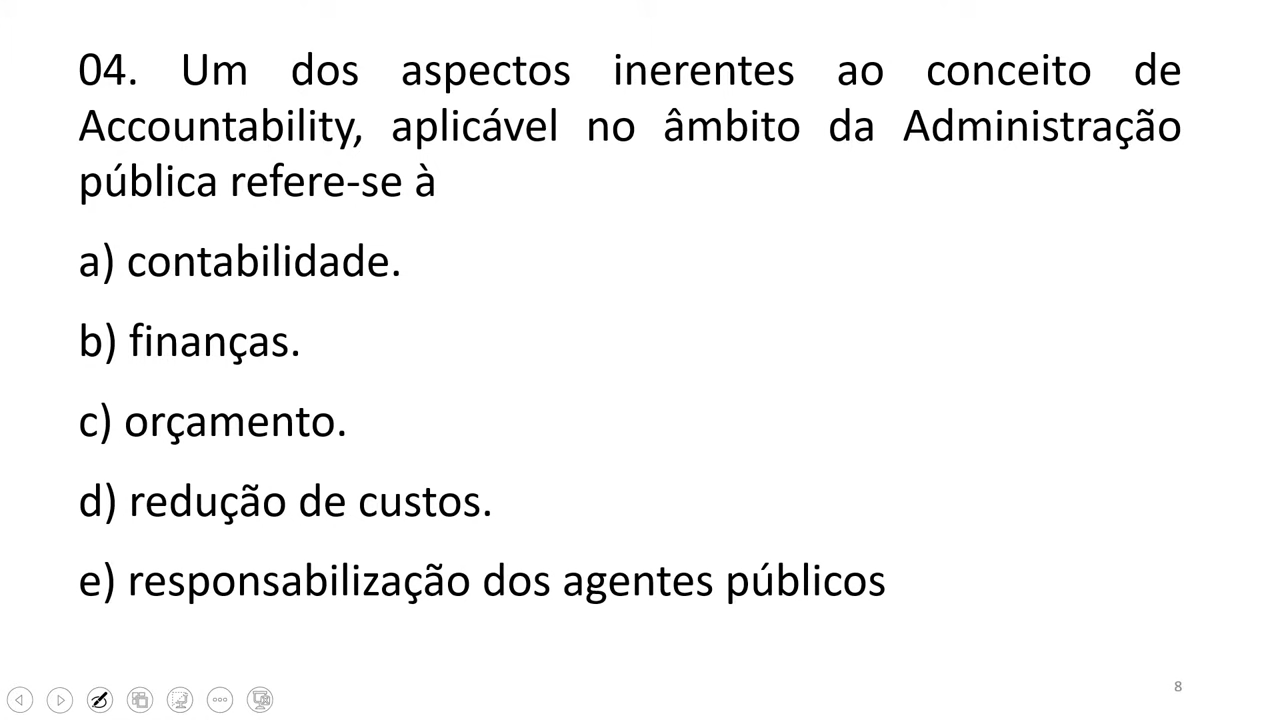 04. Um dos aspectos inerentes ao conceito de
Accountability, aplicável no âmbito da Administração
pública refere-se à
a) contabilidade.
b) finanças.
c) orçamento.
d) redução de custos.
e) responsabilização dos agentes públicos
8